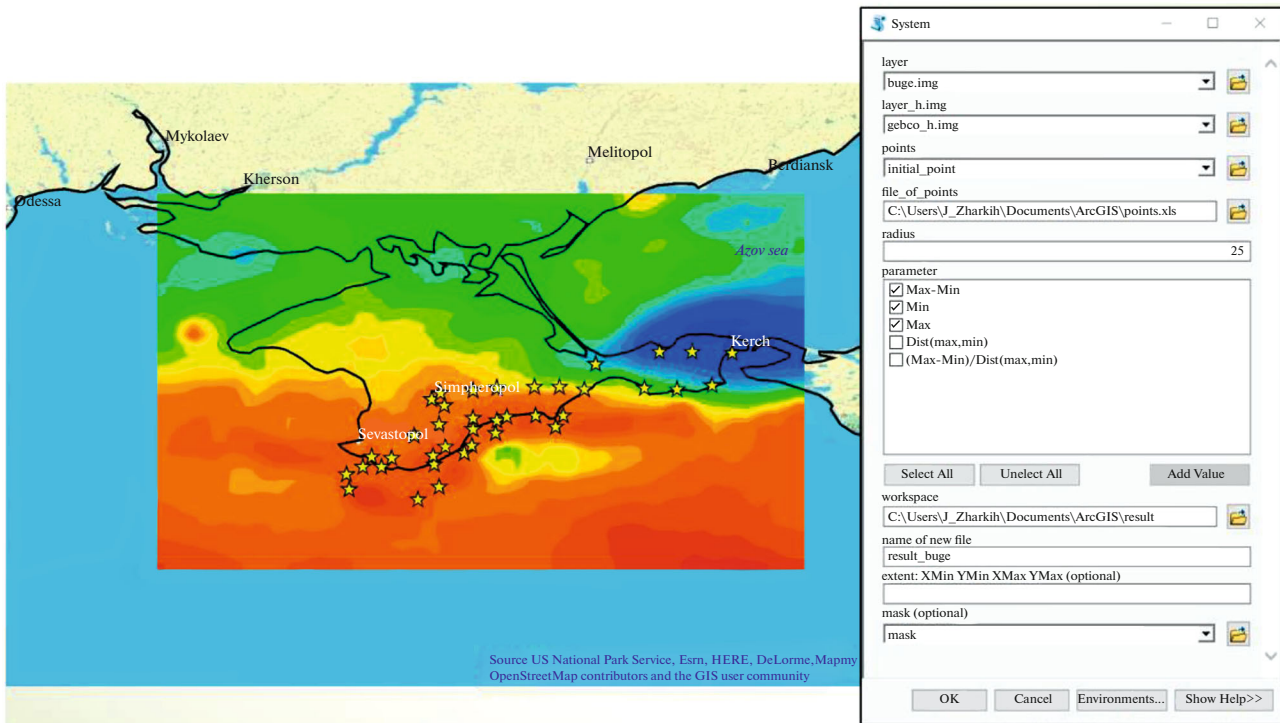 Mykolaev
Melitopol
Berdiansk
Kherson
Odessa
Azov sea
Kerch
Simpheropol
Sevastopol
Source US National Park Service, Esrn, HERE, DeLorme,Mapmy
OpenStreetMap contributors and the GIS user community
System
layer
buge.img
layer_h.img
gebco_h.img
points
initial_point
file_of_points
C:\Users\J_Zharkih\Documents\ArcGIS\points.xls
radius
25
parameter
Max-Min
Min
Max
Dist(max,min)
(Max-Min)/Dist(max,min)
Select All Unelect All Add Value
workspace
C:\Users\J_Zharkih\Documents\ArcGIS\result
name of new file
result_buge
extent: XMin YMin XMax YMax (optional)
mask (optional)
mask
OK Cancel Environments... Show Help>>